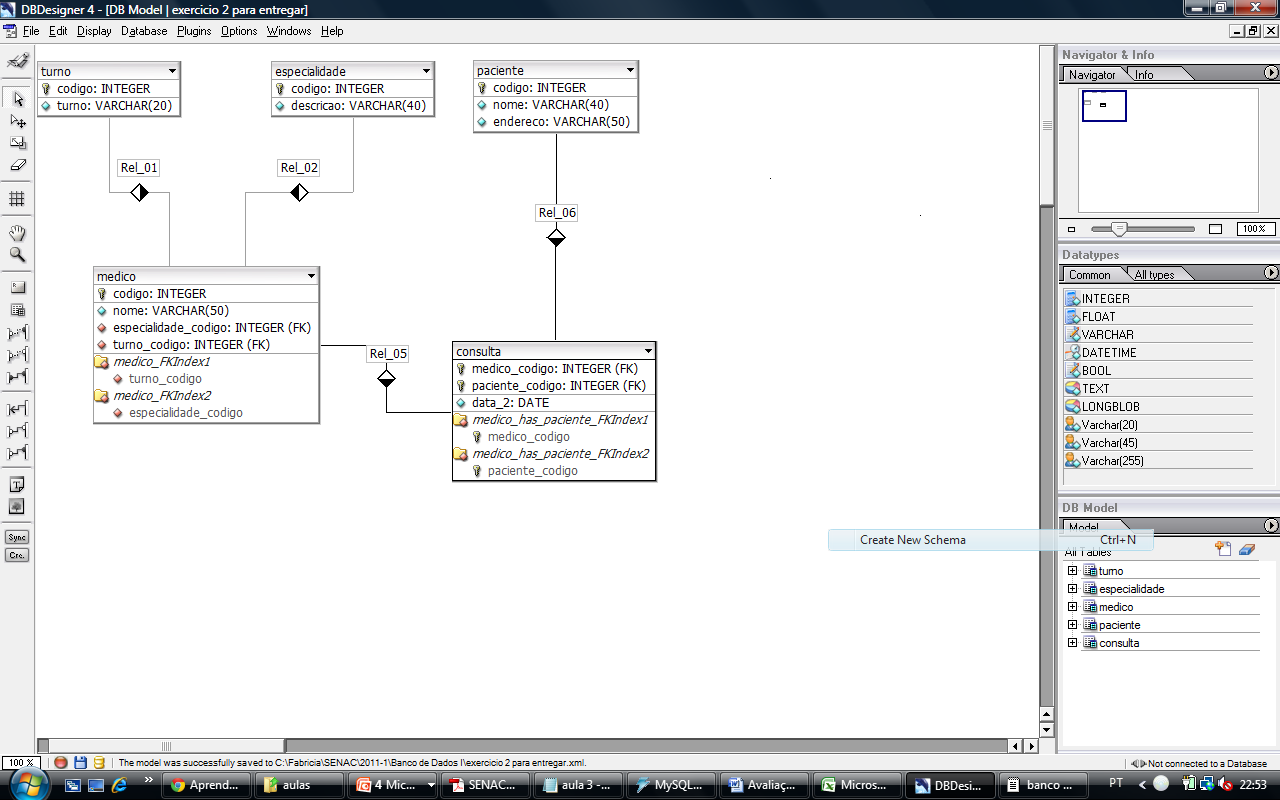 DBDesigner 4 - [DB Model | exercicio 2 para entregar]
File Edit Display Database Plugins Options Windows Help
turno
codigo: INTEGER
turno: VARCHAR(20)
especialidade
codigo: INTEGER
descricao: VARCHAR(40)
paciente
codigo: INTEGER
nome: VARCHAR(40)
endereco: VARCHAR(50)
Rel_01
Rel_02
Rel_06
medico
codigo: INTEGER
nome: VARCHAR(50)
especialidade_codigo: INTEGER (FK)
turno_codigo: INTEGER (FK)
medico_FKIndex1
turno_codigo
medico_FKIndex2
especialidade_codigo
Rel_05
consulta
medico_codigo: INTEGER (FK)
paciente_codigo: INTEGER (FK)
data_2: DATE
medico_has_paciente_FKIndex1
medico_codigo
medico_has_paciente_FKIndex2
paciente_codigo
Sync
Crc.
Navigator & Info
Navigator Info
100%
Datatypes
Common All types
INTEGER
FLOAT
VARCHAR
DATETIME
BOOL
TEXT
LONGBLOB
Varchar(20)
Varchar(45)
Varchar(255)
DB Model
Model
Create New Schema Ctrl+N
All Tables
turno
especialidade
medico
paciente
consulta
100 % The model was successfully saved to C:\Fabricia\SENAC\2011-1\Banco de Dados I\exercicio 2 para entregar.xml. Not connected to a Database
» Aprend... aulas 4 Mic... SENAC... aula 3 -... MySQL... Avaliaç... Micros... DBDesi... banco ... PT 22:53